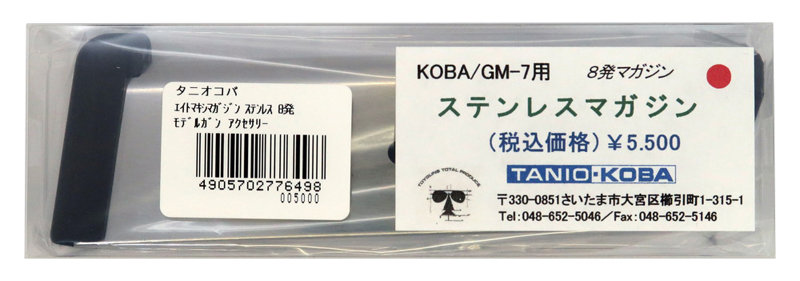 タニオコバ
エイトマキシマガジン ステンレス 8発
モデルガン アクセサリー
4905702776498
005000
KOBA/GM-7用 8発マガジン
ステンレスマガジン
(税込価格)¥5.500
TANIO・KOBA
TOYGUNS TOTAL PRODUCE
〒330-0851さいたま市大宮区櫛引町1-315-1
Tel:048-652-5046/Fax:048-652-5146